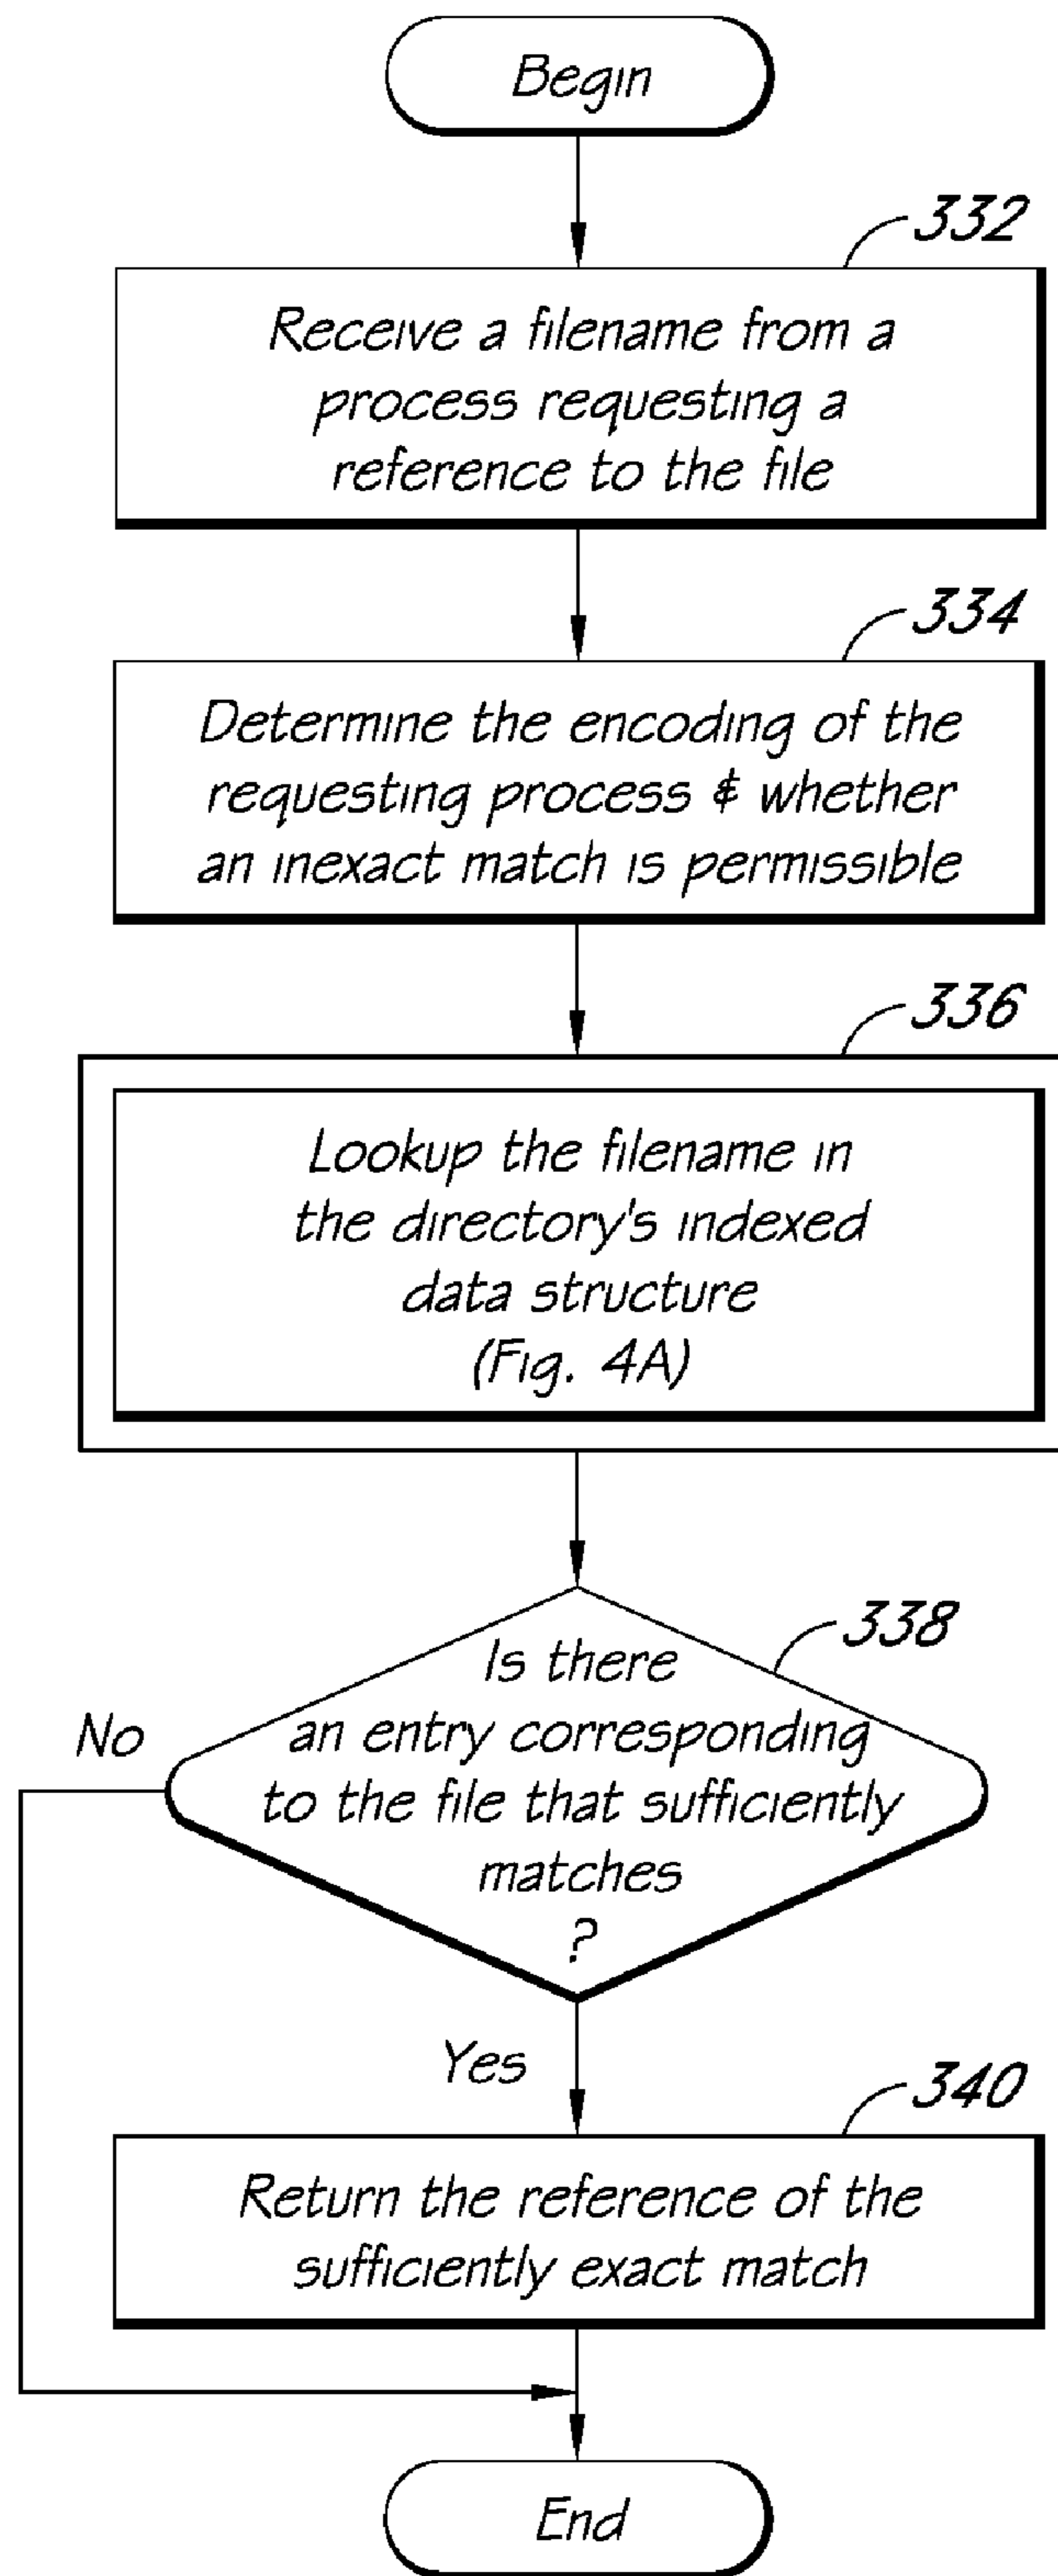 Begin
332
Receive a filename from a
process requesting a
reference to the file
334
Determine the encoding of the
requesting process & whether
an inexact match is permissible
336
Lookup the filename in
the directory's indexed
data structure
(Fig. 4A)
338
Is there
No
an entry corresponding
to the file that sufficiently
matches
?
Yes
340
Return the reference of the
sufficiently exact match
End